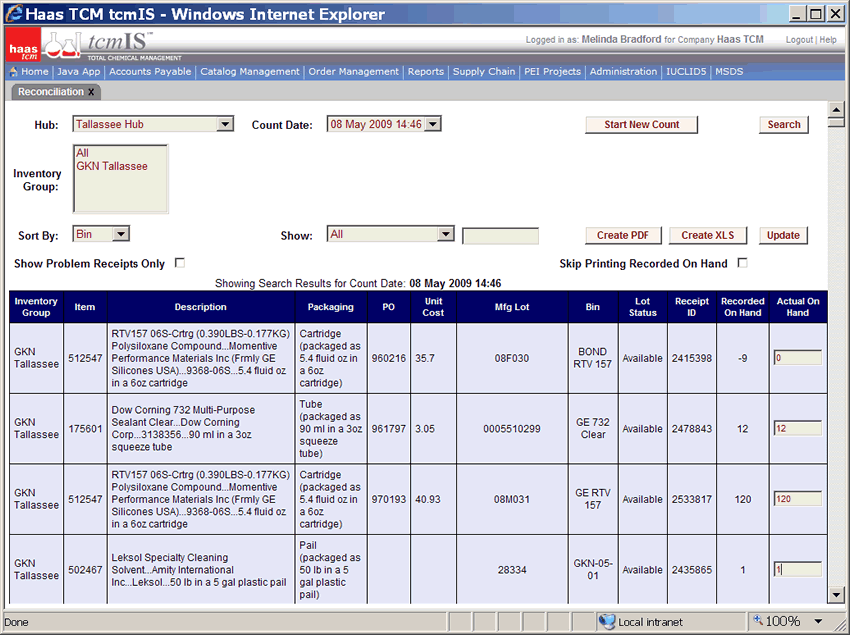 Haas TCM tcmIS - Windows Internet Explorer
haas tcm
tcmIS™
TOTAL CHEMICAL MANAGEMENT
Logged in as: Melinda Bradford for Company Haas TCM Logout | Help
Home | Java App | Accounts Payable | Catalog Management | Order Management | Reports | Supply Chain | PEI Projects | Administration | IUCLID5 | MSDS
Reconciliation X
Hub: Tallassee Hub Count Date: 08 May 2009 14:46 Start New Count Search
Inventory Group:
All
GKN Tallassee
Sort By: Bin Show: All Create PDF Create XLS Update
Show Problem Receipts Only Skip Printing Recorded On Hand
Showing Search Results for Count Date: 08 May 2009 14:46
Inventory Group Item Description Packaging PO Unit Cost Mfg Lot Bin Lot Status Receipt ID Recorded On Hand Actual On Hand
GKN Tallassee
512547
RTV157 06S-Crtrg (0.390LBS-0.177KG)
Polysiloxane Compound...Momentive
Performance Materials Inc (Frmly GE
Silicones USA)...9368-06S...5.4 fluid oz
in a 6oz cartridge
Cartridge
(packaged as
5.4 fluid oz in
a 6oz
cartridge)
960216
35.7
08F030
BOND
RTV 157
Available
2415398
-9
0
GKN Tallassee
175601
Dow Corning 732 Multi-Purpose
Sealant Clear...Dow Corning
Corp...3138356...90 ml in a 3oz
squeeze tube
Tube
(packaged as
90 ml in a 3oz
squeeze
tube)
961797
3.05
0005510299
GE 732
Clear
Available
2478843
12
12
GKN Tallassee
512547
RTV157 06S-Crtrg (0.390LBS-0.177KG)
Polysiloxane Compound...Momentive
Performance Materials Inc (Frmly GE
Silicones USA)...9368-06S...5.4 fluid oz
in a 6oz cartridge
Cartridge
(packaged as
5.4 fluid oz in
a 6oz
cartridge)
970193
40.93
08M031
GE RTV
157
Available
2533817
120
120
GKN Tallassee
502467
Leksol Specialty Cleaning
Solvent...Amity International
Inc...Leksol...50 lb in a 5 gal plastic pail
Pail
(packaged as
50 lb in a 5
gal plastic
pail)
28334
GKN-05-
01
Available
2435865
1
1
Done Local intranet 100%